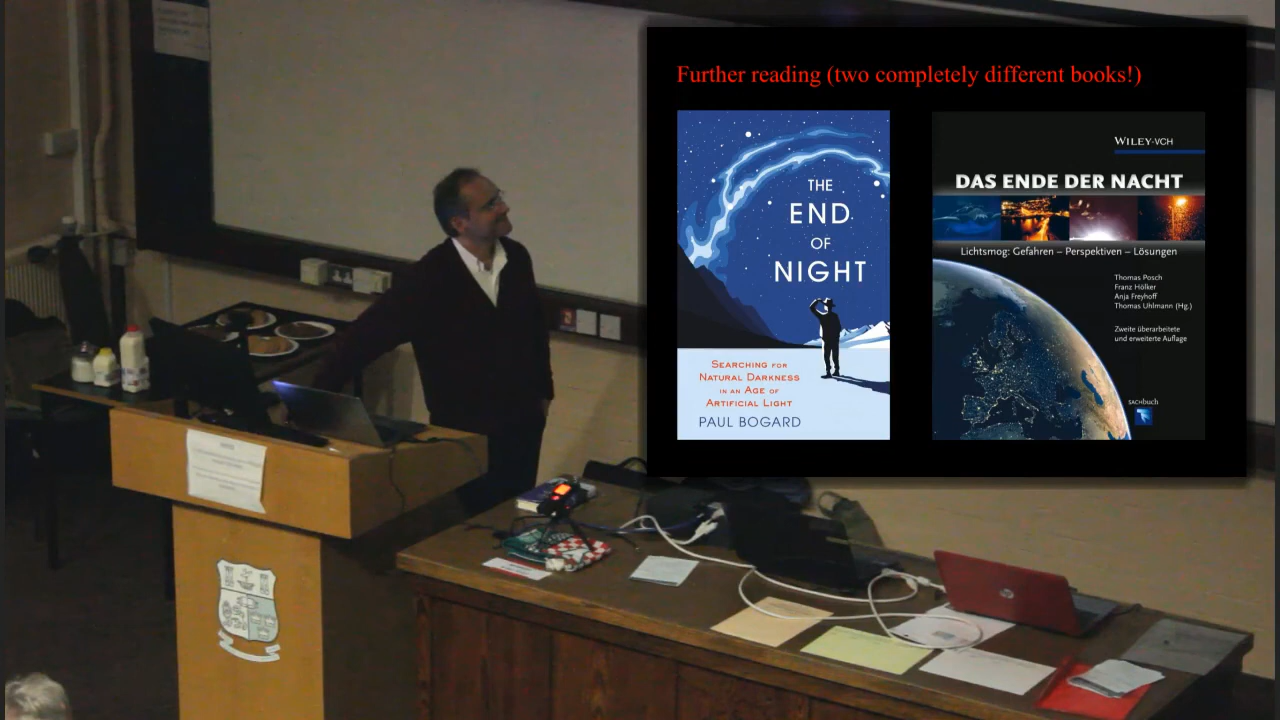 Further reading (two completely different books!)
THE
END
OF
NIGHT
SEARCHING FOR
NATURAL DARKNESS
IN AN AGE OF
ARTIFICIAL LIGHT
PAUL BOGARD
WILEY-VCH
DAS ENDE DER NACHT
Lichtsmog: Gefahren – Perspektiven – Lösungen
Thomas Posch
Franz Hölker
Anja Freyhoff
Thomas Uhlmann (Hg.)
Zweite überarbeitete
und erweiterte Auflage
SACHbuch